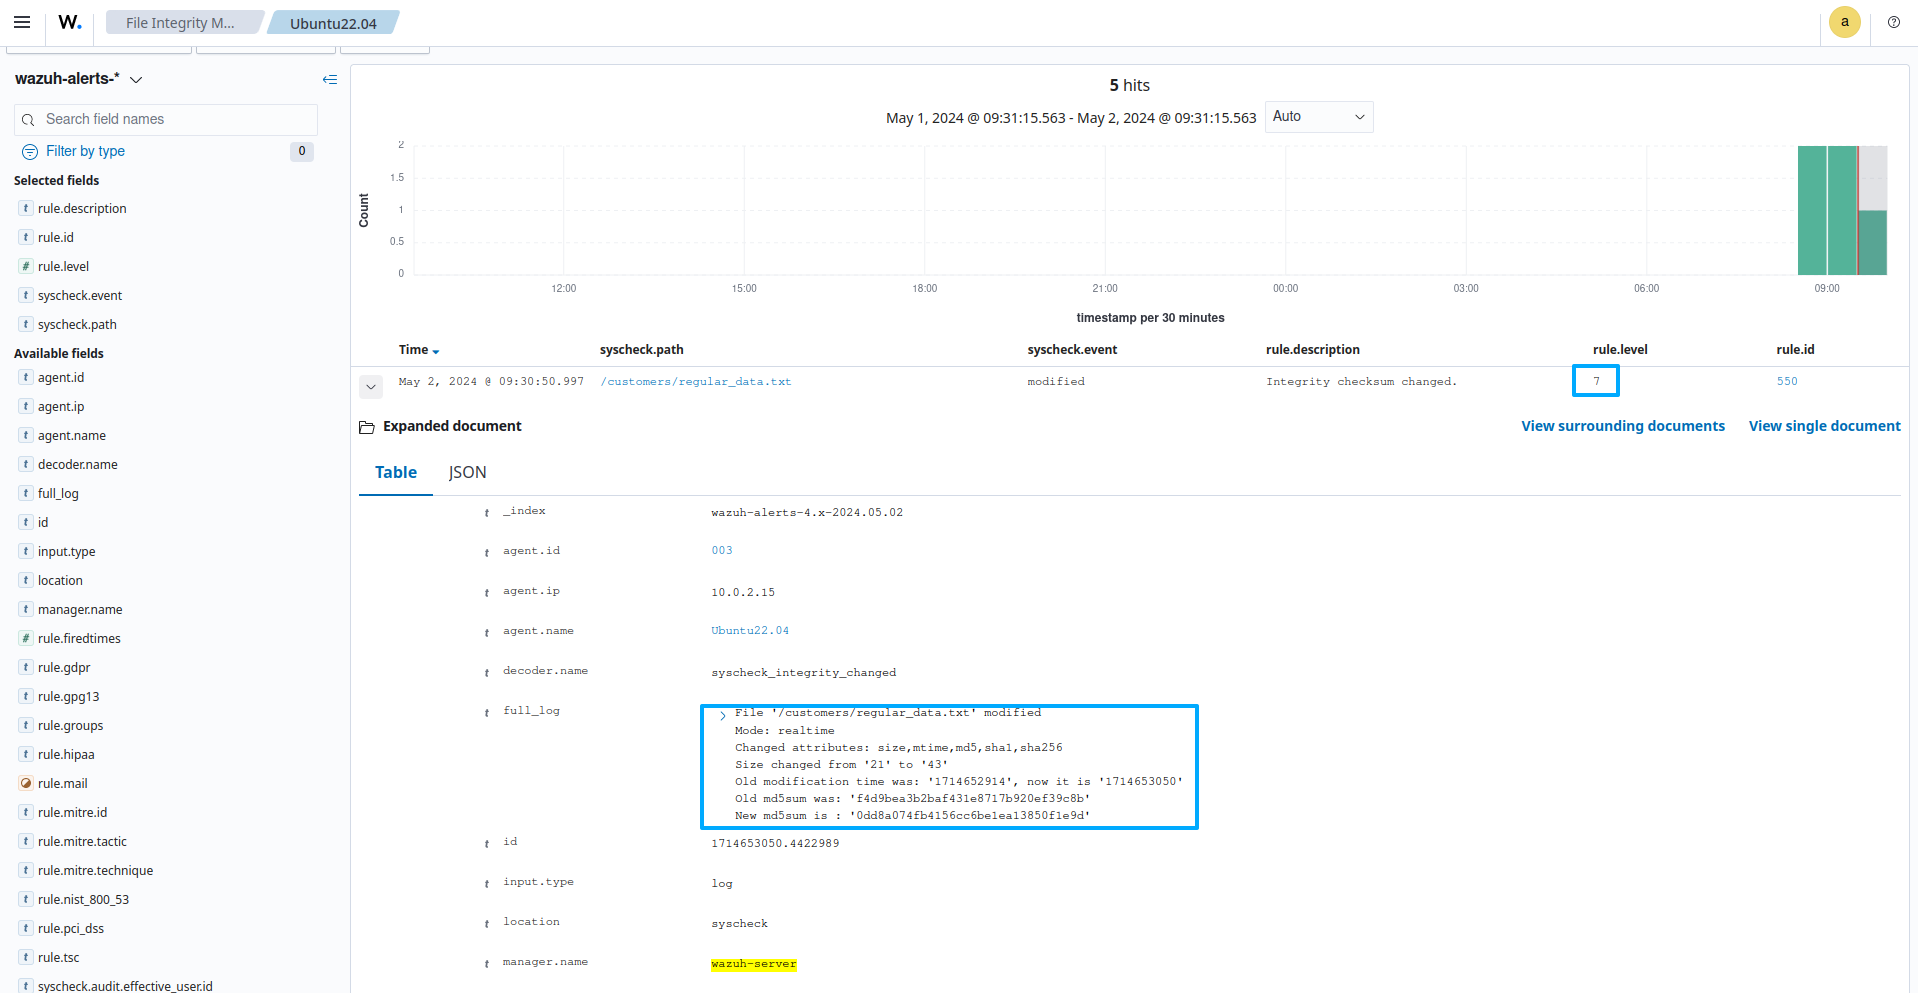 W.
File Integrity M...
Ubuntu22.04
a
wazuh-alerts-*
Search field names
Filter by type
0
Selected fields
t rule.description
t rule.id
# rule.level
t syscheck.event
t syscheck.path
Available fields
t agent.id
t agent.ip
t agent.name
t decoder.name
t full_log
t id
t input.type
t location
t manager.name
# rule.firedtimes
t rule.gdpr
t rule.gpg13
t rule.groups
t rule.hipaa
rule.mail
t rule.mitre.id
t rule.mitre.tactic
t rule.mitre.technique
t rule.nist_800_53
t rule.pci_dss
t rule.tsc
t syscheck.audit.effective_user.id
5 hits
May 1, 2024 @ 09:31:15.563 - May 2, 2024 @ 09:31:15.563
Auto
Count
2
1.5
1
0.5
0
12:00 15:00 18:00 21:00 00:00 03:00 06:00 09:00
timestamp per 30 minutes
Time syscheck.path syscheck.event rule.description rule.level rule.id
May 2, 2024 @ 09:30:50.997 /customers/regular_data.txt modified Integrity checksum changed. 7 550
Expanded document
View surrounding documents View single document
Table JSON
t _index wazuh-alerts-4.x-2024.05.02
t agent.id 003
t agent.ip 10.0.2.15
t agent.name Ubuntu22.04
t decoder.name syscheck_integrity_changed
t full_log File '/customers/regular_data.txt' modified
Mode: realtime
Changed attributes: size,mtime,md5,sha1,sha256
Size changed from '21' to '43'
Old modification time was: '1714652914', now it is '1714653050'
Old md5sum was: 'f4d9bea3b2baf431e8717b920ef39c8b'
New md5sum is : '0dd8a074fb4156cc6be1ea13850f1e9d'
t id 1714653050.4422989
t input.type log
t location syscheck
t manager.name wazuh-server